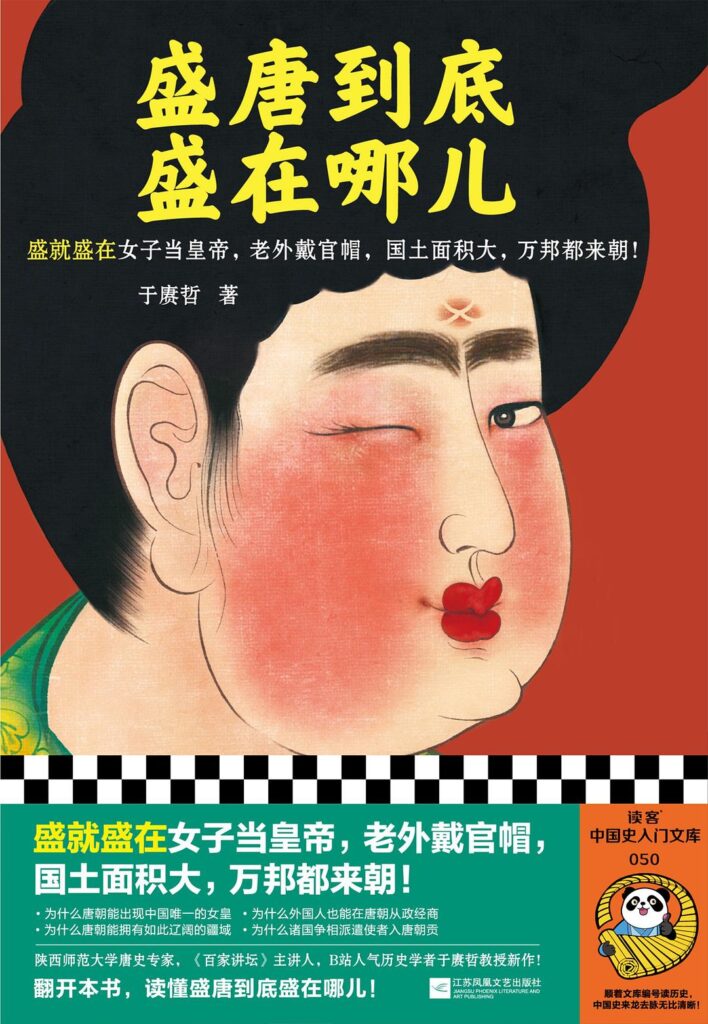 盛唐到底
盛在哪儿
盛就盛在女子当皇帝，老外戴官帽，国土面积大，万邦都来朝！
于赓哲 著
盛就盛在女子当皇帝，老外戴官帽，
国土面积大，万邦都来朝！
·为什么唐朝能出现中国唯一的女皇 ·为什么外国人也能在唐朝从政经商
·为什么唐朝能拥有如此辽阔的疆域 ·为什么诸国争相派遣使者入唐朝贡
陕西师范大学唐史专家，《百家讲坛》主讲人，B站人气历史学者于赓哲教授新作！
翻开本书，读懂盛唐到底盛在哪儿！
江苏凤凰文艺出版社
JIANGSU PHOENIX LITERATURE AND
ART PUBLISHING
读客
中国史入门文库
050
顺着文库编号读历史，
中国史来龙去脉无比清晰！